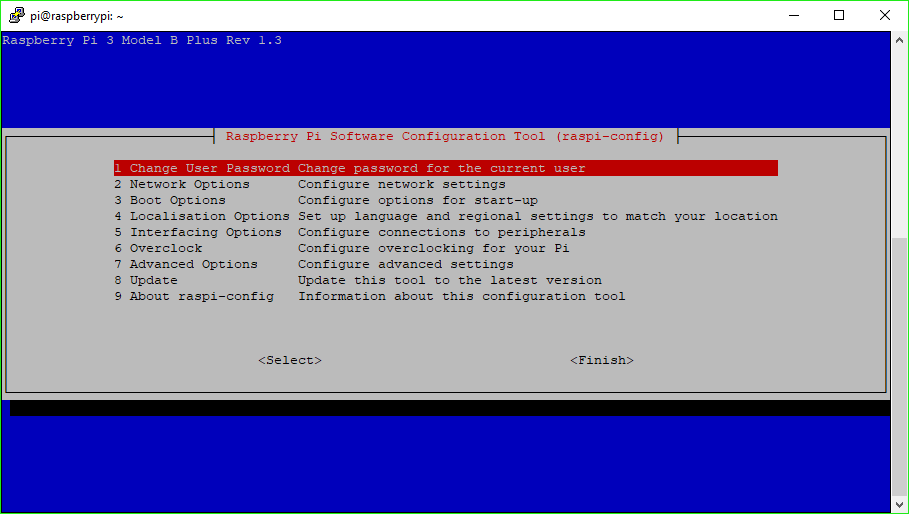 pi@raspberrypi: ~
Raspberry Pi 3 Model B Plus Rev 1.3
Raspberry Pi Software Configuration Tool (raspi-config)
1 Change User Password Change password for the current user
2 Network Options Configure network settings
3 Boot Options Configure options for start-up
4 Localisation Options Set up language and regional settings to match your location
5 Interfacing Options Configure connections to peripherals
6 Overclock Configure overclocking for your Pi
7 Advanced Options Configure advanced settings
8 Update Update this tool to the latest version
9 About raspi-config Information about this configuration tool
<Select> <Finish>